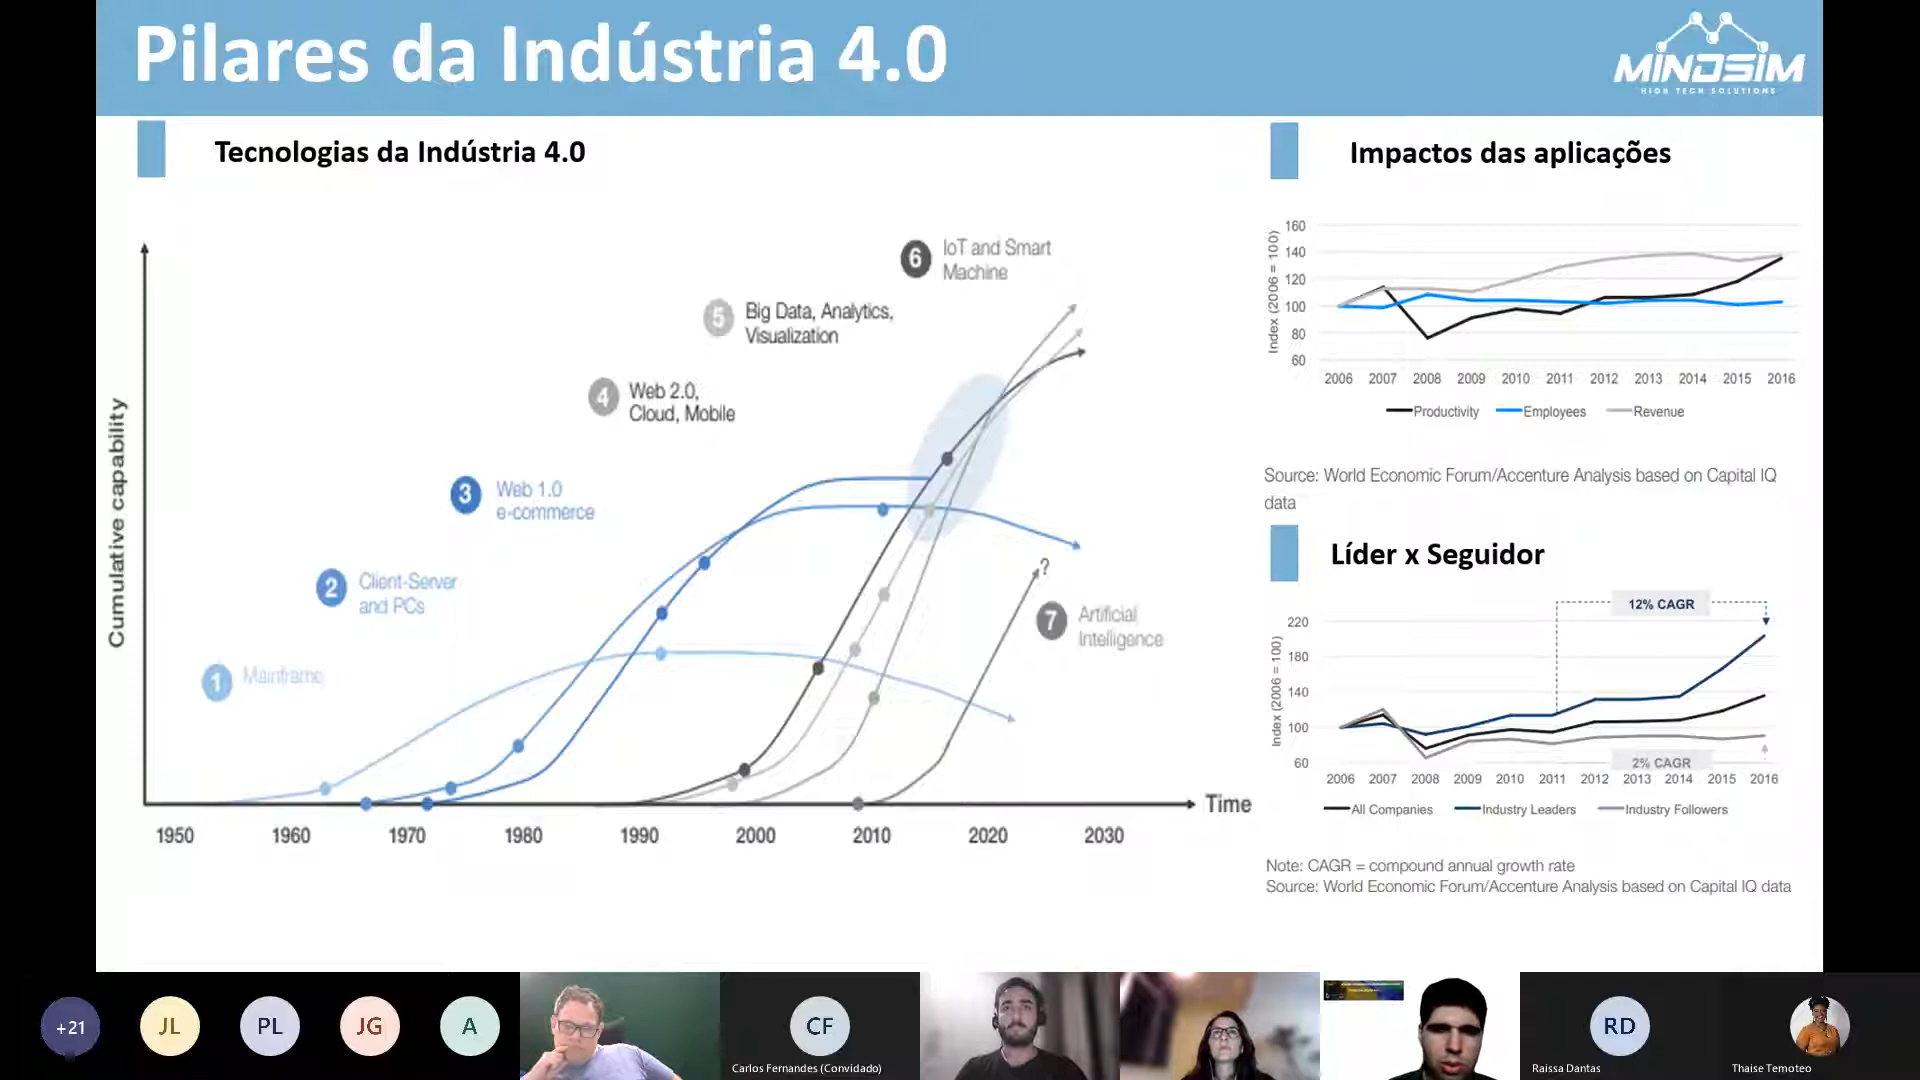 Pilares da Indústria 4.0
MINDSIM
HIGH TECH SOLUTIONS
Tecnologias da Indústria 4.0
Cumulative capability
1
Mainframe
2
Client-Server
and PCs
3
Web 1.0
e-commerce
4
Web 2.0,
Cloud, Mobile
5
Big Data, Analytics,
Visualization
6
IoT and Smart
Machine
?
7
Artificial
Intelligence
Time
1950 1960 1970 1980 1990 2000 2010 2020 2030
Impactos das aplicações
Index (2006 = 100)
160
140
120
100
80
60
2006 2007 2008 2009 2010 2011 2012 2013 2014 2015 2016
Productivity Employees Revenue
Source: World Economic Forum/Accenture Analysis based on Capital IQ
data
Líder x Seguidor
12% CAGR
Index (2006 = 100)
220
180
140
100
60
2% CAGR
2006 2007 2008 2009 2010 2011 2012 2013 2014 2015 2016
All Companies Industry Leaders Industry Followers
Note: CAGR = compound annual growth rate
Source: World Economic Forum/Accenture Analysis based on Capital IQ data
+21 JL PL JG A CF RD
Carlos Fernandes (Convidado) Raissa Dantas Thaise Temoteo